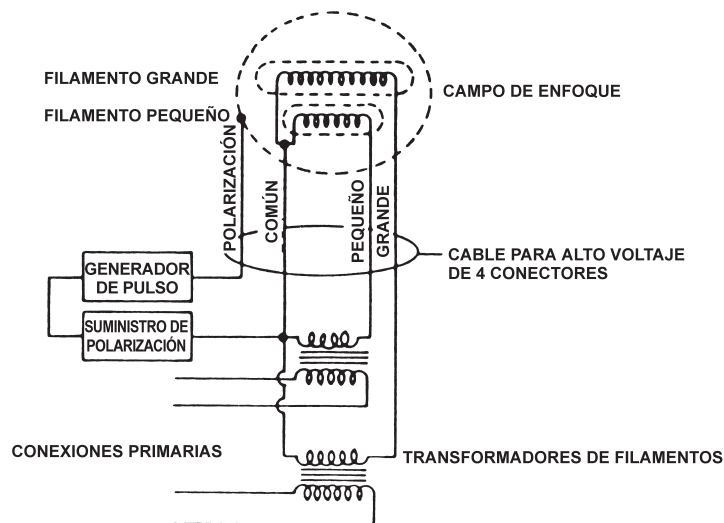 FILAMENTO GRANDE
FILAMENTO PEQUEÑO
CAMPO DE ENFOQUE
POLARIZACIÓN
COMÚN
PEQUEÑO
GRANDE
CABLE PARA ALTO VOLTAJE
DE 4 CONECTORES
GENERADOR
DE PULSO
SUMINISTRO DE
POLARIZACIÓN
CONEXIONES PRIMARIAS
TRANSFORMADORES DE FILAMENTOS